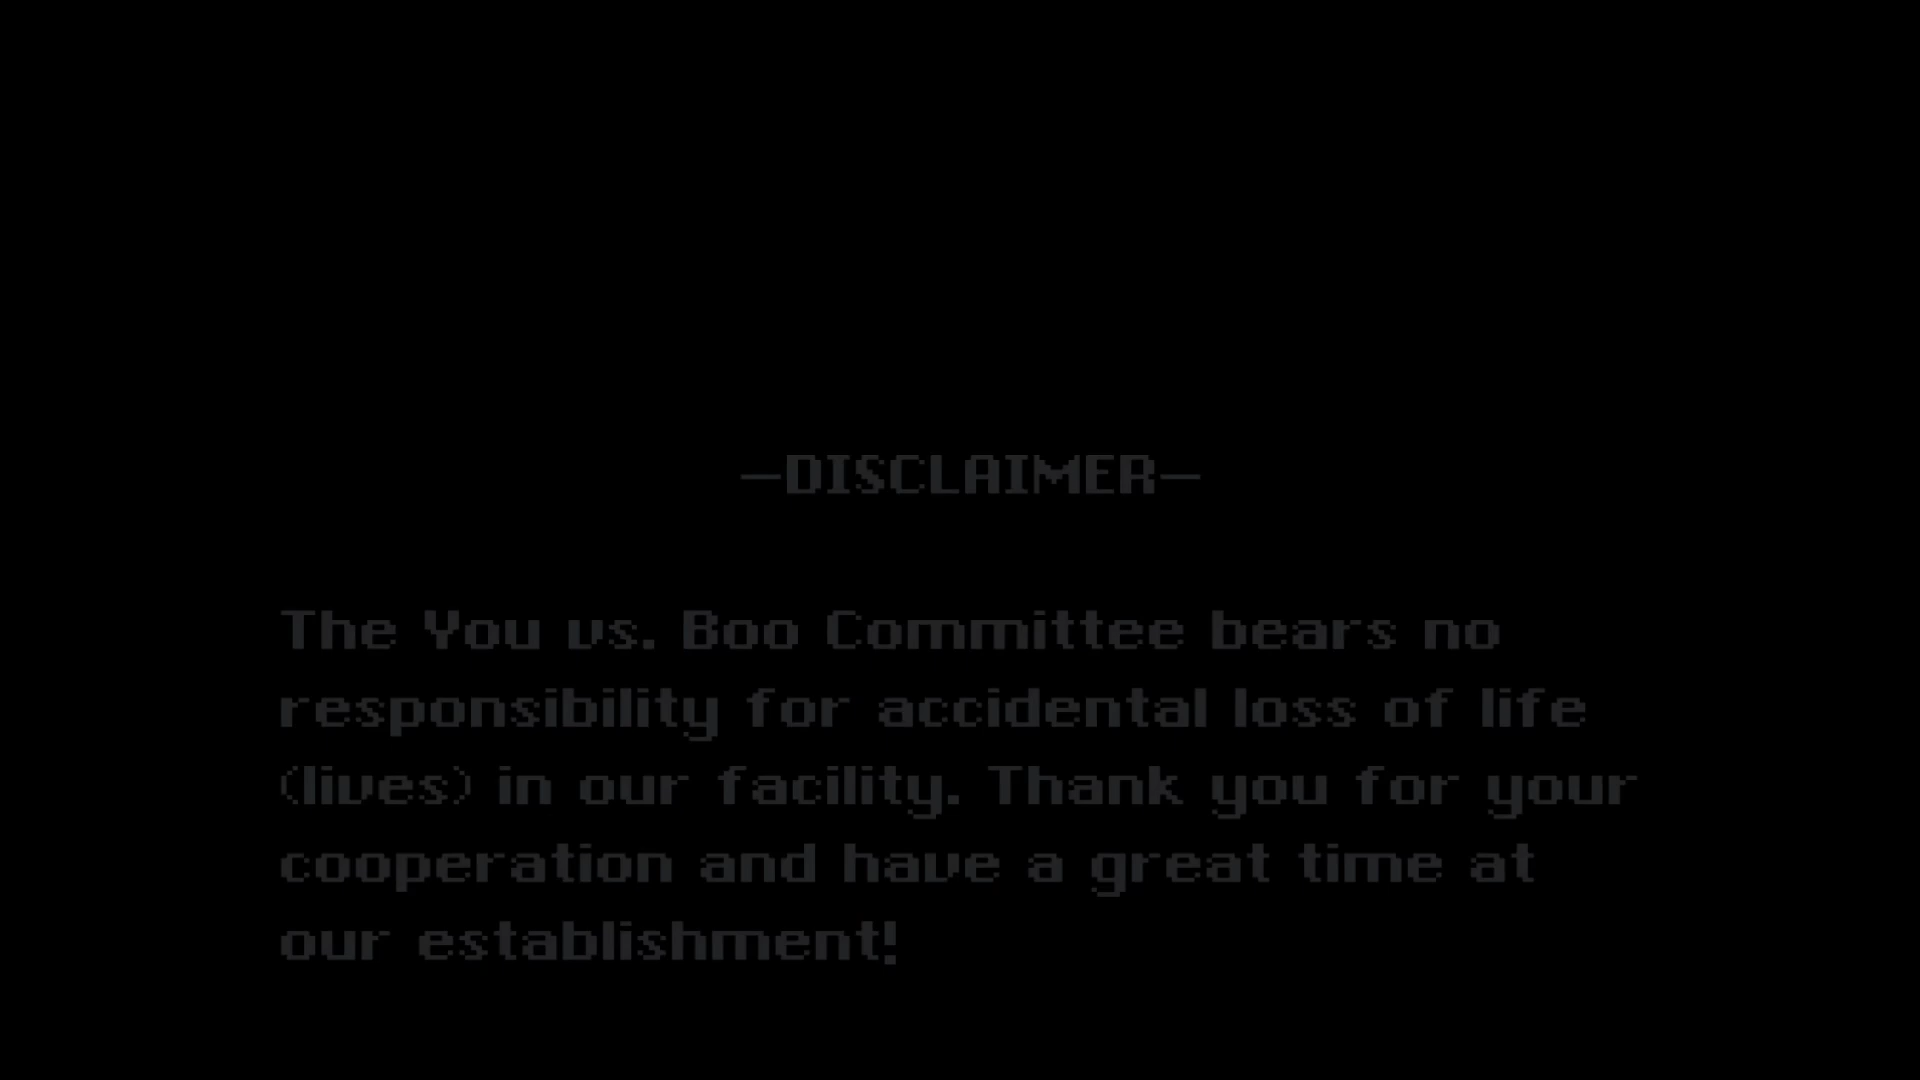 —DISCLAIMER—
The You vs. Boo Committee bears no
responsibility for accidental loss of life
(lives) in our facility. Thank you for your
cooperation and have a great time at
our establishment!